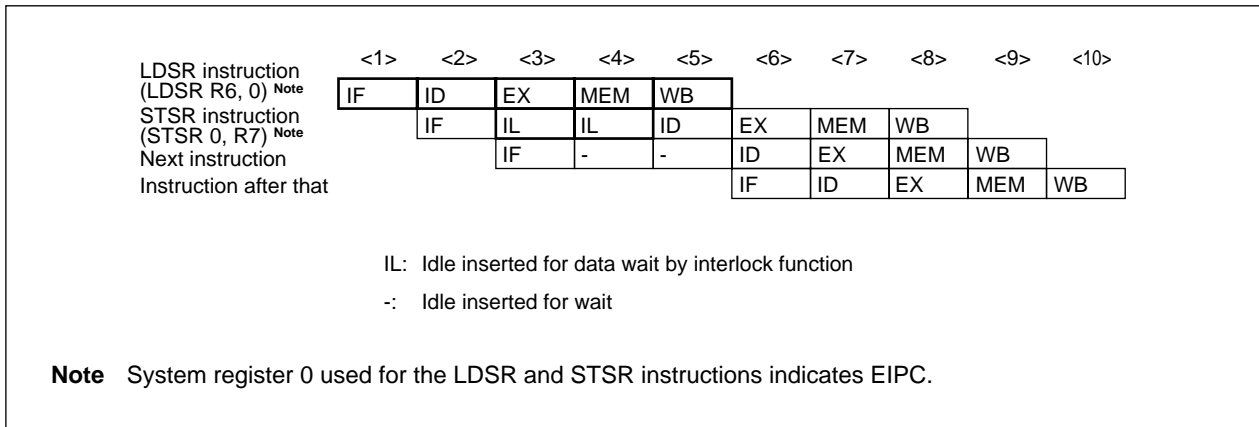 <1> <2> <3> <4> <5> <6> <7> <8> <9> <10>
LDSR instruction
(LDSR R6, 0) Note IF ID EX MEM WB
STSR instruction
(STSR 0, R7) Note IF IL IL ID EX MEM WB
Next instruction IF - - ID EX MEM WB
Instruction after that IF ID EX MEM WB
IL: Idle inserted for data wait by interlock function
-: Idle inserted for wait
Note System register 0 used for the LDSR and STSR instructions indicates EIPC.